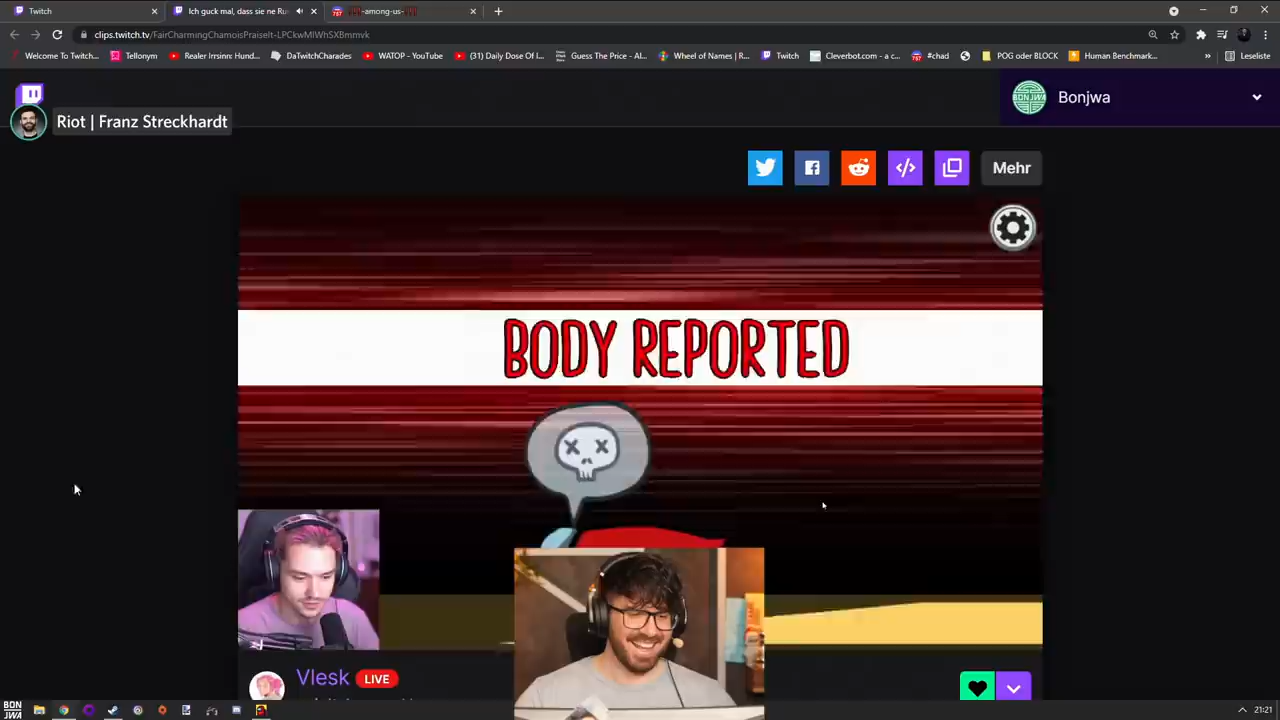 Twitch
Ich guck mal, dass sie ne Ru
-among-us-
clips.twitch.tv/FairCharmingChamoisPraiseIt-LPCkwMIWhSXBmmvk
Welcome To Twitch...
Tellonym
Realer Irrsinn: Hund...
DaTwitchCharades
WATOP - YouTube
(31) Daily Dose Of I...
Guess The Price - Al...
Wheel of Names | R...
Twitch
Cleverbot.com - a c...
#chad
POG oder BLOCK
Human Benchmark...
Leseliste
Riot | Franz Streckhardt
BONJWA
Bonjwa
Mehr
BODY REPORTED
Vlesk
LIVE
BON
JWA
21:21